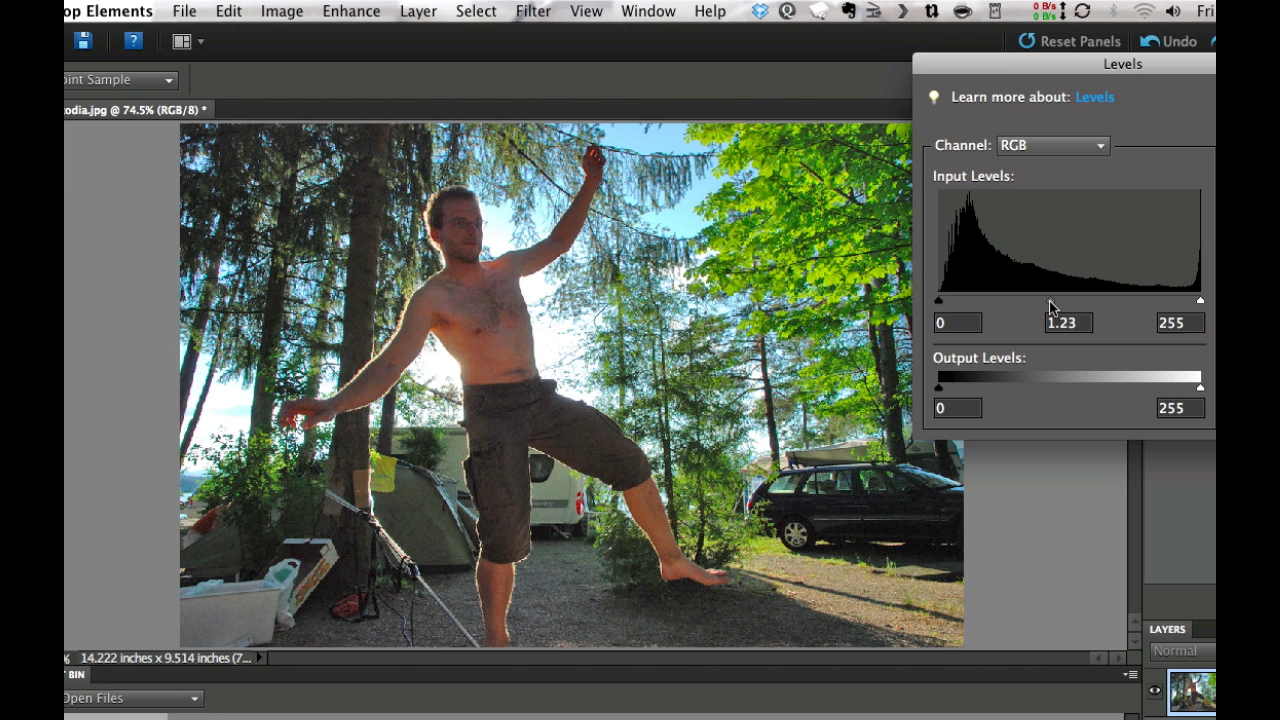 op Elements File Edit Image Enhance Layer Select Filter View Window Help 0 B/s 0 B/s Fri
? Reset Panels Undo
oint Sample
odia.jpg @ 74.5% (RGB/8) *
Levels
Learn more about: Levels
Channel: RGB
Input Levels:
0 1.23 255
Output Levels:
0 255
% 14.222 inches x 9.514 inches (7...
LAYERS
Normal
BIN
Open Files